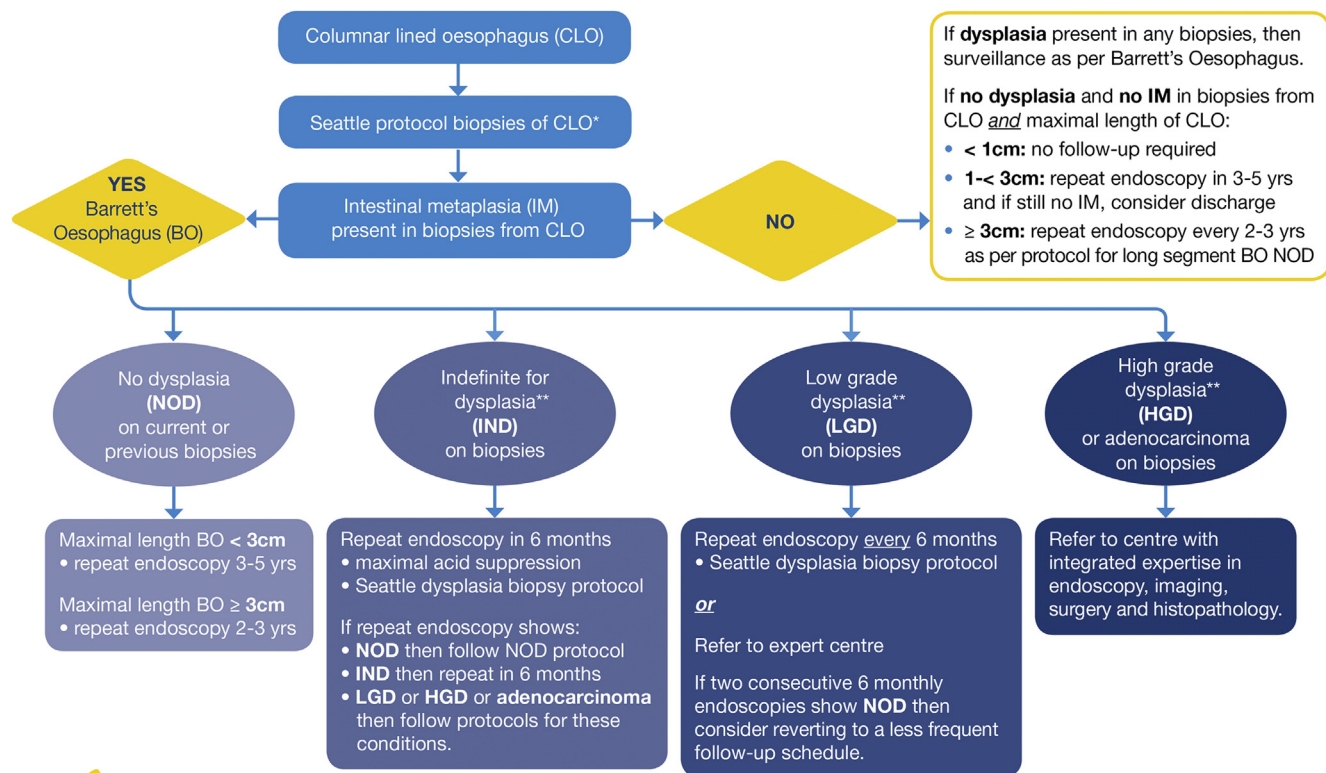 Columnar lined oesophagus (CLO)
Seattle protocol biopsies of CLO*
Intestinal metaplasia (IM)
present in biopsies from CLO
YES
Barrett's
Oesophagus (BO)
NO
If dysplasia present in any biopsies, then
surveillance as per Barrett's Oesophagus.
If no dysplasia and no IM in biopsies from
CLO and maximal length of CLO:
• < 1cm: no follow-up required
• 1-< 3cm: repeat endoscopy in 3-5 yrs
and if still no IM, consider discharge
• ≥ 3cm: repeat endoscopy every 2-3 yrs
as per protocol for long segment BO NOD
No dysplasia
(NOD)
on current or
previous biopsies
Maximal length BO < 3cm
• repeat endoscopy 3-5 yrs
Maximal length BO ≥ 3cm
• repeat endoscopy 2-3 yrs
Indefinite for
dysplasia**
(IND)
on biopsies
Repeat endoscopy in 6 months
• maximal acid suppression
• Seattle dysplasia biopsy protocol
If repeat endoscopy shows:
• NOD then follow NOD protocol
• IND then repeat in 6 months
• LGD or HGD or adenocarcinoma
then follow protocols for these
conditions.
Low grade
dysplasia**
(LGD)
on biopsies
Repeat endoscopy every 6 months
• Seattle dysplasia biopsy protocol
or
Refer to expert centre
If two consecutive 6 monthly
endoscopies show NOD then
consider reverting to a less frequent
follow-up schedule.
High grade
dysplasia**
(HGD)
or adenocarcinoma
on biopsies
Refer to centre with
integrated expertise in
endoscopy, imaging,
surgery and histopathology.